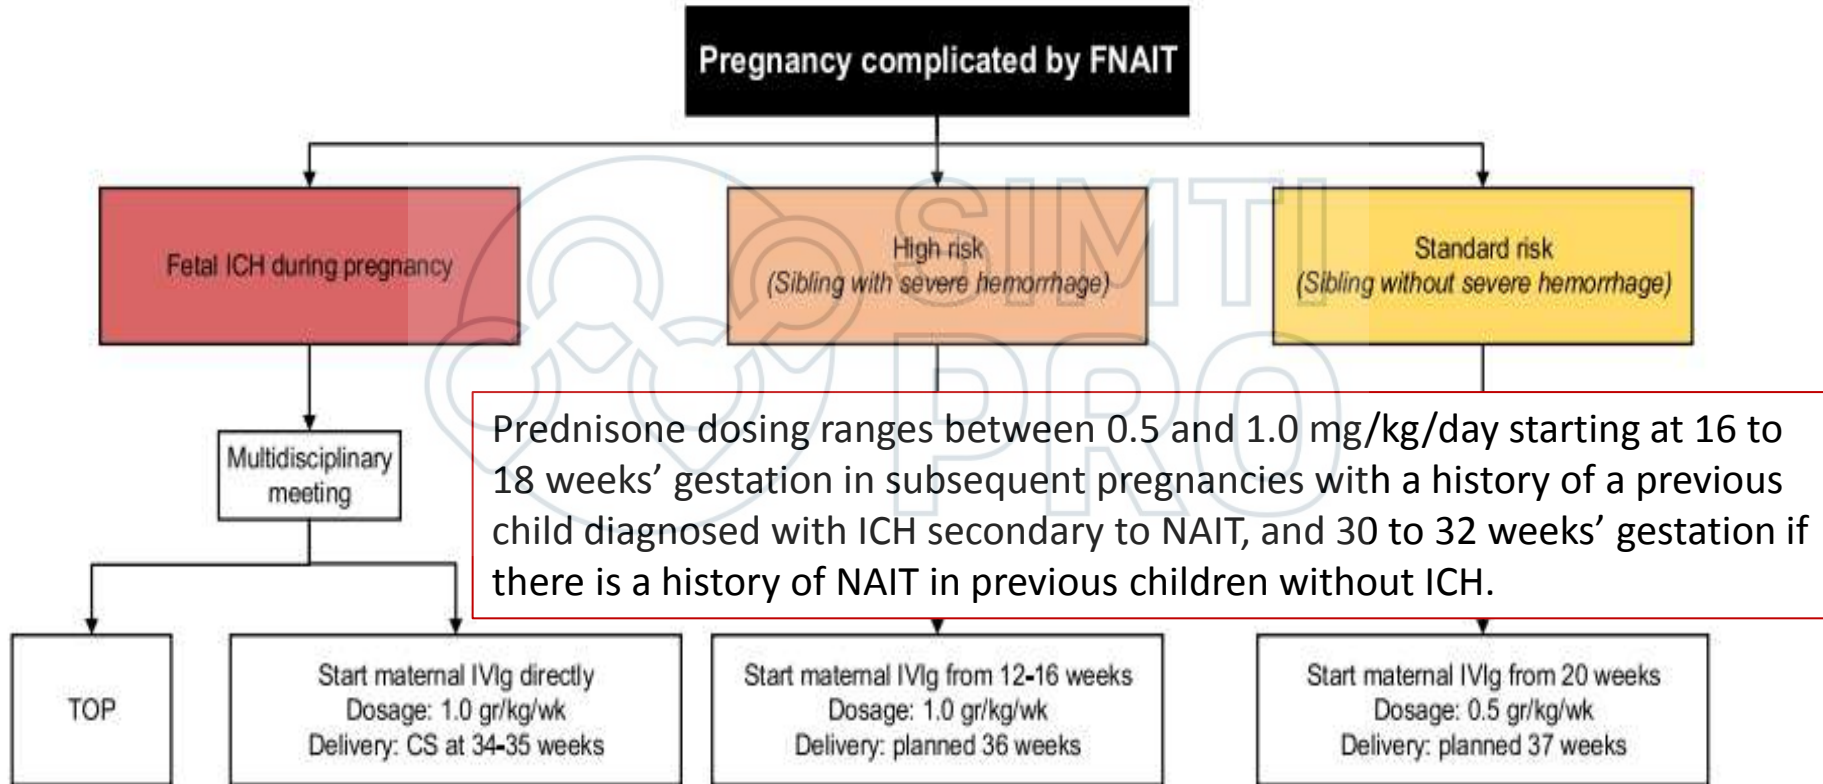 Pregnancy complicated by FNAIT
Fetal ICH during pregnancy
High risk
(Sibling with severe hemorrhage)
Standard risk
(Sibling without severe hemorrhage)
SIMTI
PRO
Multidisciplinary
meeting
Prednisone dosing ranges between 0.5 and 1.0 mg/kg/day starting at 16 to
18 weeks’ gestation in subsequent pregnancies with a history of a previous
child diagnosed with ICH secondary to NAIT, and 30 to 32 weeks’ gestation if
there is a history of NAIT in previous children without ICH.
TOP
Start maternal IVIg directly
Dosage: 1.0 gr/kg/wk
Delivery: CS at 34-35 weeks
Start maternal IVIg from 12-16 weeks
Dosage: 1.0 gr/kg/wk
Delivery: planned 36 weeks
Start maternal IVIg from 20 weeks
Dosage: 0.5 gr/kg/wk
Delivery: planned 37 weeks